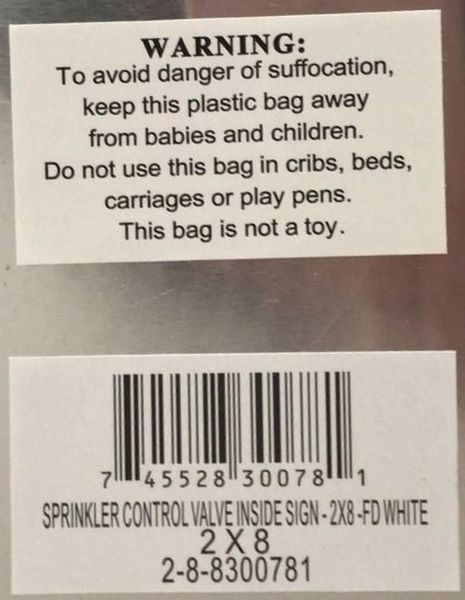 WARNING:
To avoid danger of suffocation,
keep this plastic bag away
from babies and children.
Do not use this bag in cribs, beds,
carriages or play pens.
This bag is not a toy.
7 45528 30078 1
SPRINKLER CONTROL VALVE INSIDE SIGN - 2X8 -FD WHITE
2 X 8
2-8-8300781